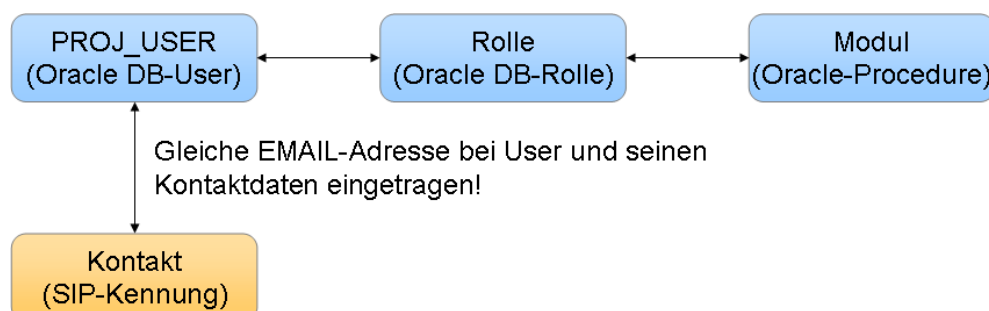 PROJ_USER
(Oracle DB-User)
Rolle
(Oracle DB-Rolle)
Modul
(Oracle-Procedure)
Gleiche EMAIL-Adresse bei User und seinen
Kontaktdaten eingetragen!
Kontakt
(SIP-Kennung)